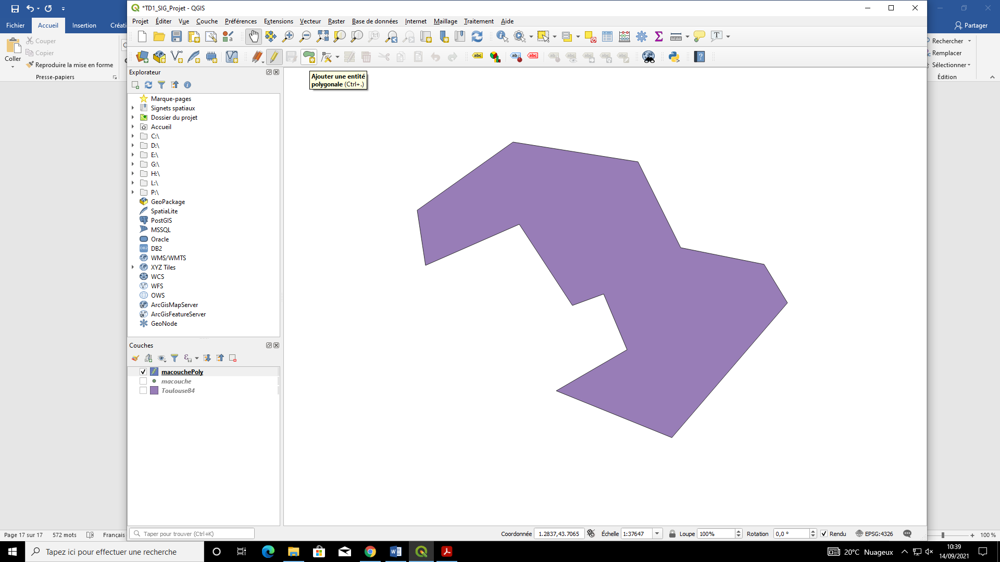 *TD1_SIG_Projet - QGIS
Fichier Accueil Insertion Créati
Partager
Projet Éditer Vue Couche Préférences Extensions Vecteur Raster Base de données Internet Maillage Traitement Aide
Coller
Couper
Copier
Reproduire la mise en forme
Presse-papiers
Rechercher
Remplacer
Sélectionner
Édition
Ajouter une entité
polygonale (Ctrl+.)
Explorateur
Marque-pages
Signets spatiaux
Dossier du projet
Accueil
C:\
D:\
E:\
G:\
H:\
L:\
P:\
GeoPackage
SpatiaLite
PostGIS
MSSQL
Oracle
DB2
WMS/WMTS
XYZ Tiles
WCS
WFS
OWS
ArcGisMapServer
ArcGisFeatureServer
GeoNode
Couches
macouchePoly
macouche
Toulouse84
Taper pour trouver (Ctrl+K)
Coordonnée 1.2837,43.7065 Échelle 1:37647 Loupe 100% Rotation 0,0 ° Rendu EPSG:4326
Page 17 sur 17 572 mots Français
100 %
Tapez ici pour effectuer une recherche
20°C Nuageux
10:39
14/09/2021